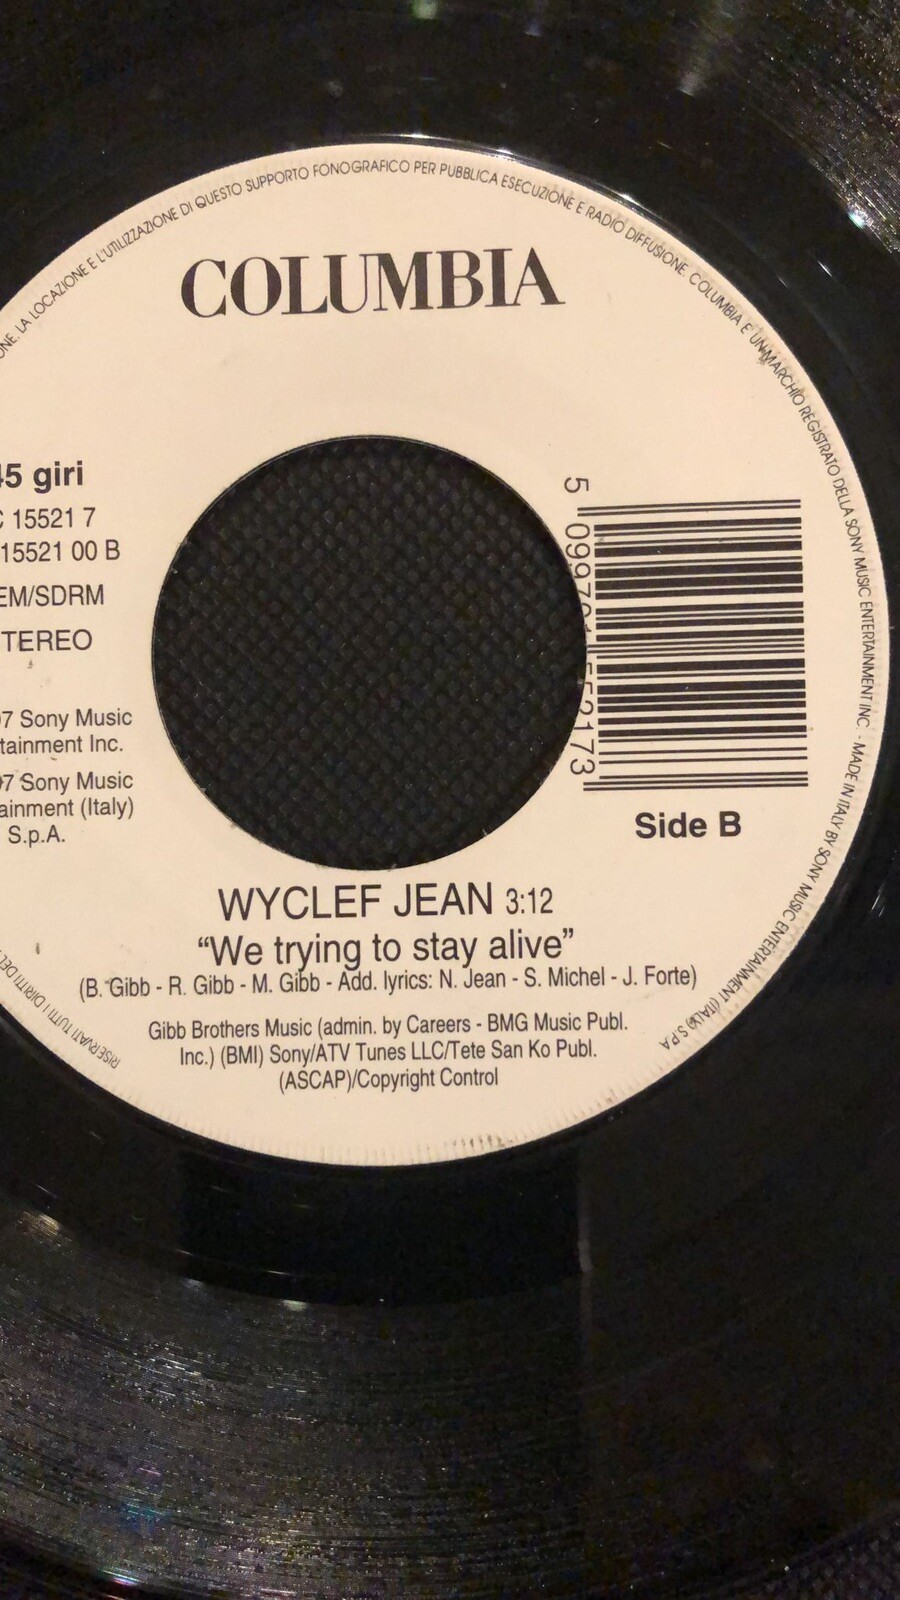 LA LOCAZIONE E L'UTILIZZAZIONE DI QUESTO SUPPORTO FONOGRAFICO PER PUBBLICA ESECUZIONE E RADIO DIFFUSIONE. COLUMBIA E UN MARCHIO REGISTRATO DELLA SONY MUSIC ENTERTAINMENT INC. - MADE IN ITALY BY SONY MUSIC ENTERTAINMENT (ITALY) S.P.A
COLUMBIA
45 giri
C 15521 7
15521 00 B
EM/SDRM
TEREO
97 Sony Music
tainment Inc.
97 Sony Music
ainment (Italy)
S.p.A.
5 099701 552173
Side B
WYCLEF JEAN 3:12
“We trying to stay alive”
(B. Gibb - R. Gibb - M. Gibb - Add. lyrics: N. Jean - S. Michel - J. Forte)
Gibb Brothers Music (admin. by Careers - BMG Music Publ.
Inc.) (BMI) Sony/ATV Tunes LLC/Tete San Ko Publ.
(ASCAP)/Copyright Control
RISERVATI TUTTI I DIRITTI DEL